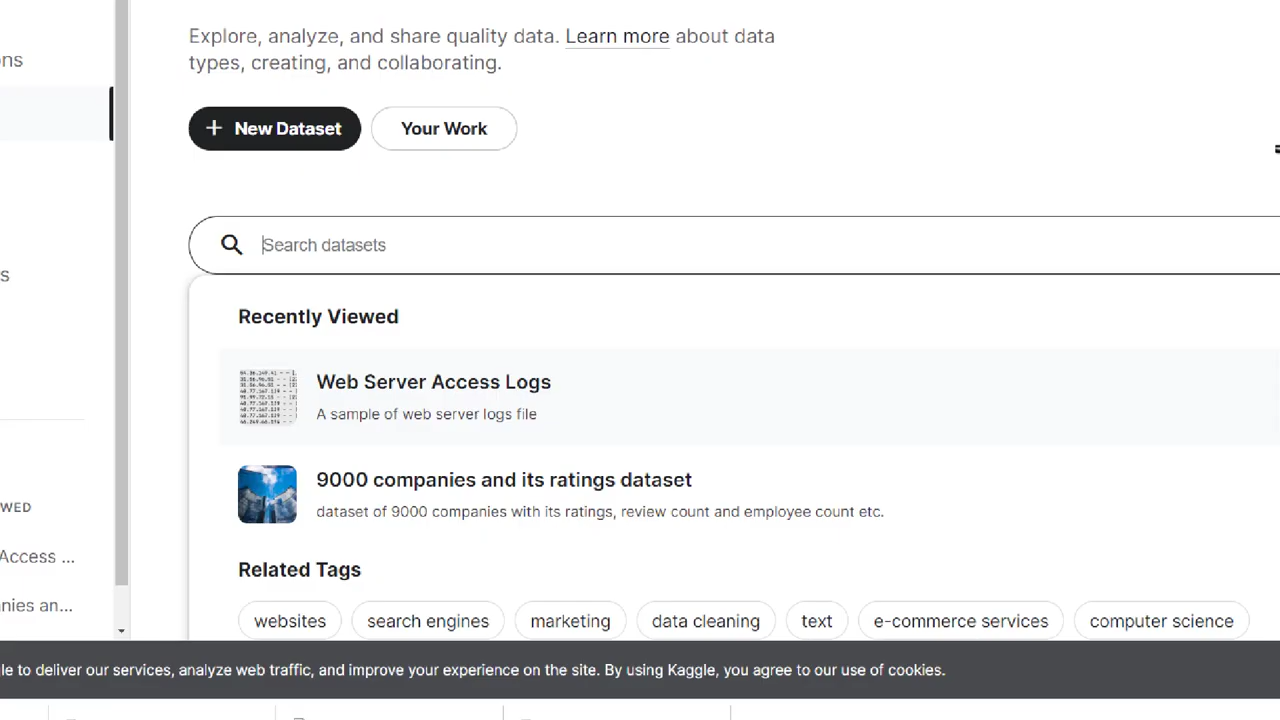 Explore, analyze, and share quality data. Learn more about data
types, creating, and collaborating.
ns
+ New Dataset
Your Work
Search datasets
s
Recently Viewed
Web Server Access Logs
A sample of web server logs file
9000 companies and its ratings dataset
dataset of 9000 companies with its ratings, review count and employee count etc.
WED
Access ...
nies an...
Related Tags
websites
search engines
marketing
data cleaning
text
e-commerce services
computer science
le to deliver our services, analyze web traffic, and improve your experience on the site. By using Kaggle, you agree to our use of cookies.